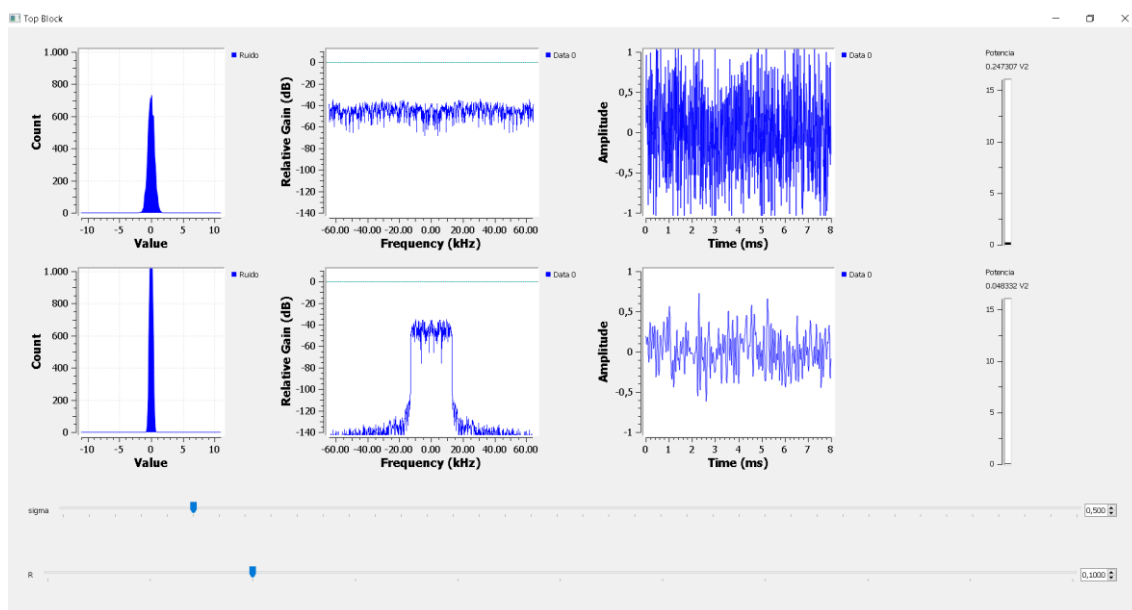 Top Block
1.000
800
600
400
200
0
Count
-10 -5 0 5 10
Value
Ruido
0
-20
-40
-60
-80
-100
-120
-140
Relative Gain (dB)
-60.00 -40.00 -20.00 0.00 20.00 40.00 60.00
Frequency (kHz)
Data 0
1
0,5
0
-0,5
-1
Amplitude
0 1 2 3 4 5 6 7 8
Time (ms)
Data 0
Potencia
0.247307 V2
15
10
5
0
1.000
800
600
400
200
0
Count
-10 -5 0 5 10
Value
Ruido
0
-20
-40
-60
-80
-100
-120
-140
Relative Gain (dB)
-60.00 -40.00 -20.00 0.00 20.00 40.00 60.00
Frequency (kHz)
Data 0
1
0,5
0
-0,5
-1
Amplitude
0 1 2 3 4 5 6 7 8
Time (ms)
Data 0
Potencia
0.048332 V2
15
10
5
0
sigma
0,500
R
0,1000